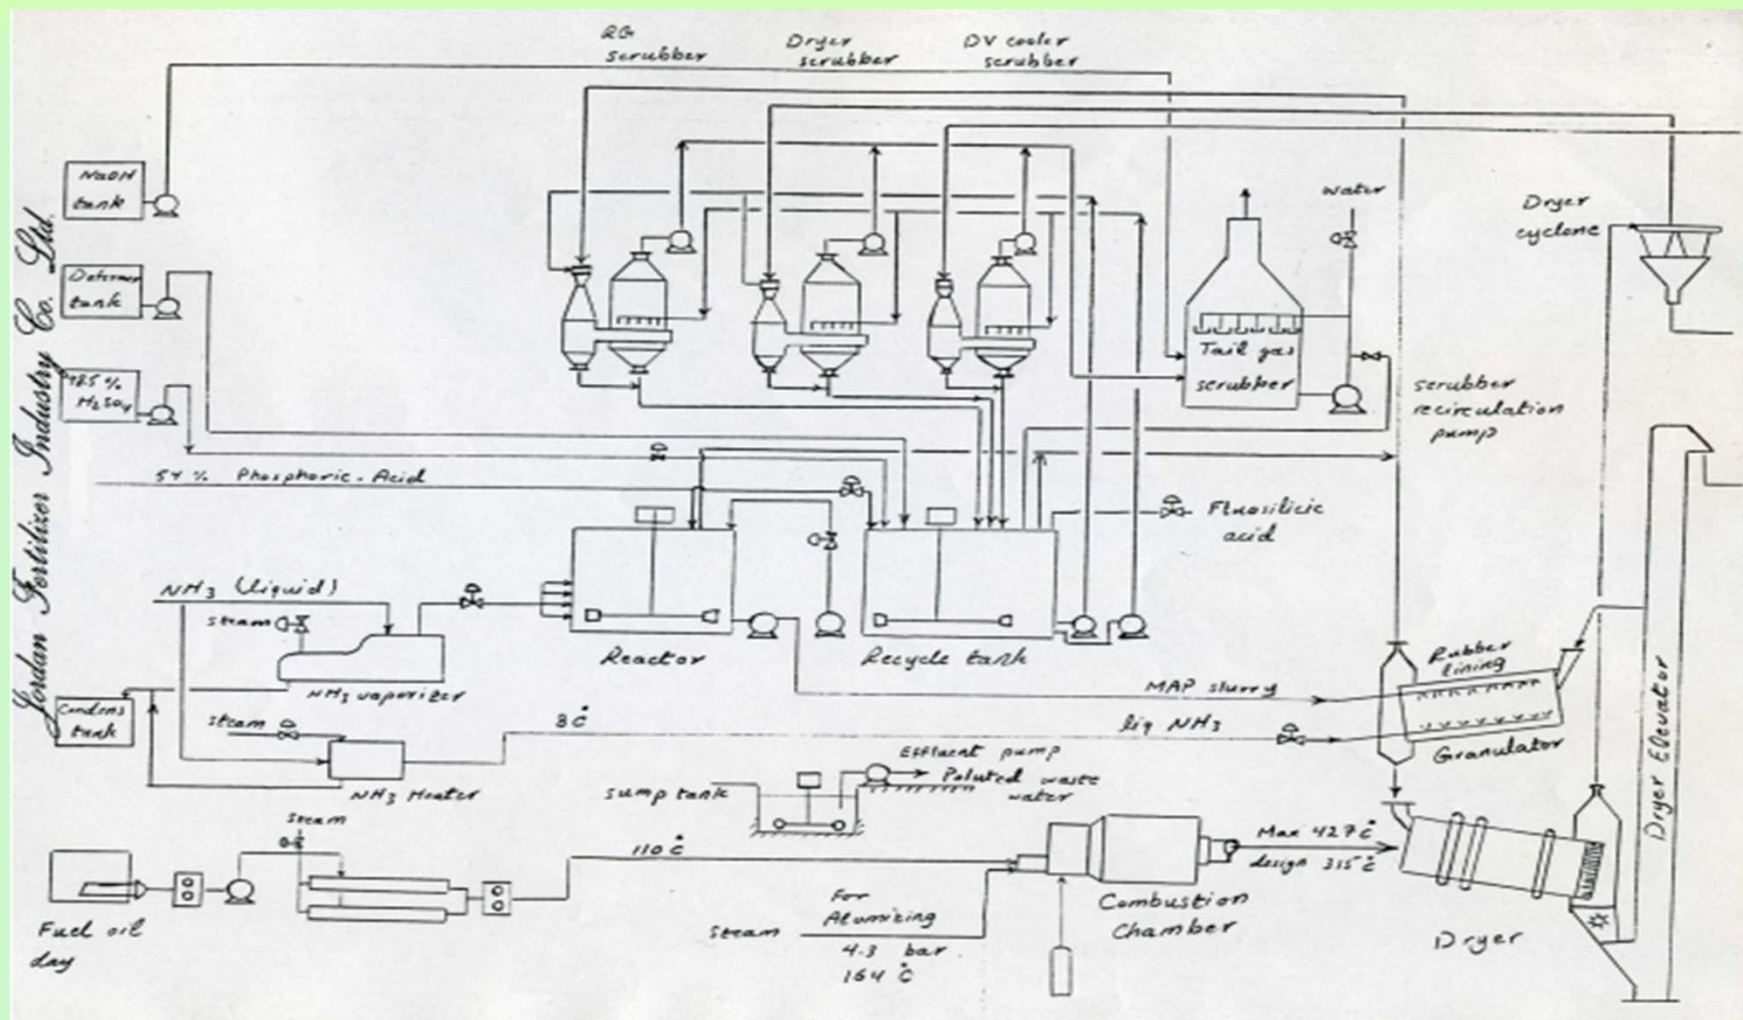 RG
scrubber
Dryer
scrubber
DV cooler
scrubber
NaOH
tank
water
Dryer
cyclone
Jordan Fertilizer Industry Co. Ltd.
Defoamer
tank
Tail gas
scrubber
scrubber
recirculation
pump
98.5 %
H2SO4
54 % Phosphoric-Acid
Fluosilicic
acid
NH3 (liquid)
steam
Reactor
Recycle tank
Rubber
lining
NH3 vaporizer
MAP slurry
Condens
tank
steam
8 C°
liq NH3
Granulator
Effluent pump
Poluted waste
water
sump tank
NH3 Heater
Dryer Elevator
steam
110 C°
Max 427 C°
design 315 C°
For
Atomizing
steam
4.3 bar
164 C°
Combustion
Chamber
Fuel oil
day
Dryer